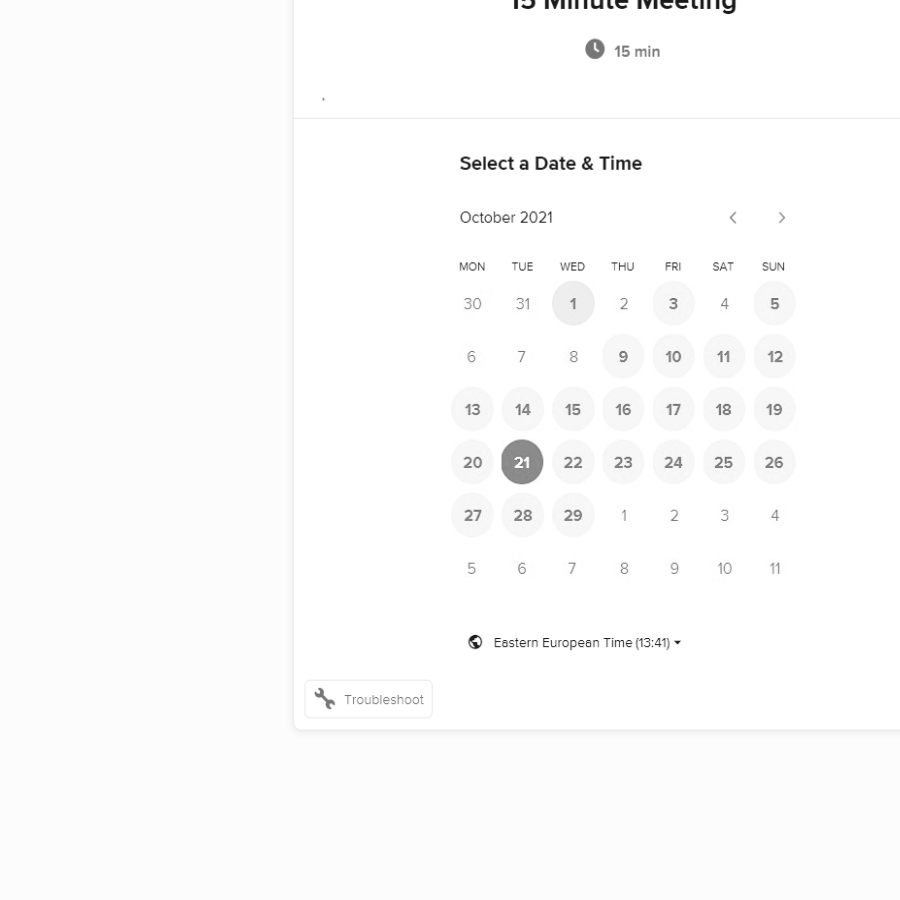 15 Minute Meeting
15 min
.
Select a Date & Time
October 2021
MON TUE WED THU FRI SAT SUN
30 31 1 2 3 4 5
6 7 8 9 10 11 12
13 14 15 16 17 18 19
20 21 22 23 24 25 26
27 28 29 1 2 3 4
5 6 7 8 9 10 11
Eastern European Time (13:41)
Troubleshoot